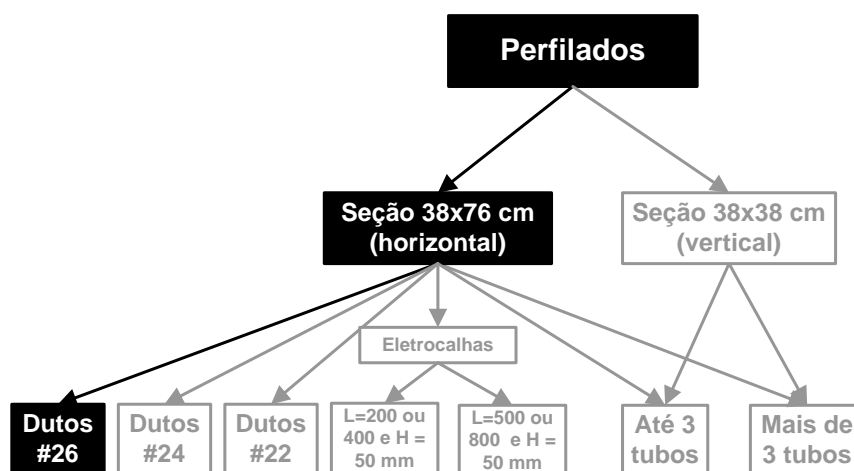 Perfilados
Seção 38x76 cm
(horizontal)
Seção 38x38 cm
(vertical)
Eletrocalhas
Dutos
#26
Dutos
#24
Dutos
#22
L=200 ou
400 e H =
50 mm
L=500 ou
800 e H =
50 mm
Até 3
tubos
Mais de
3 tubos